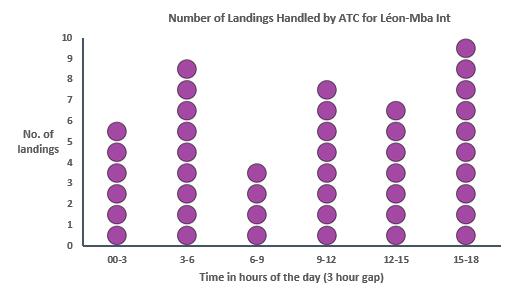 Number of Landings Handled by ATC for Léon-Mba Int
10
9
8
7
6
5
4
3
2
1
0
No. of
landings
00-3 3-6 6-9 9-12 12-15 15-18
Time in hours of the day (3 hour gap)